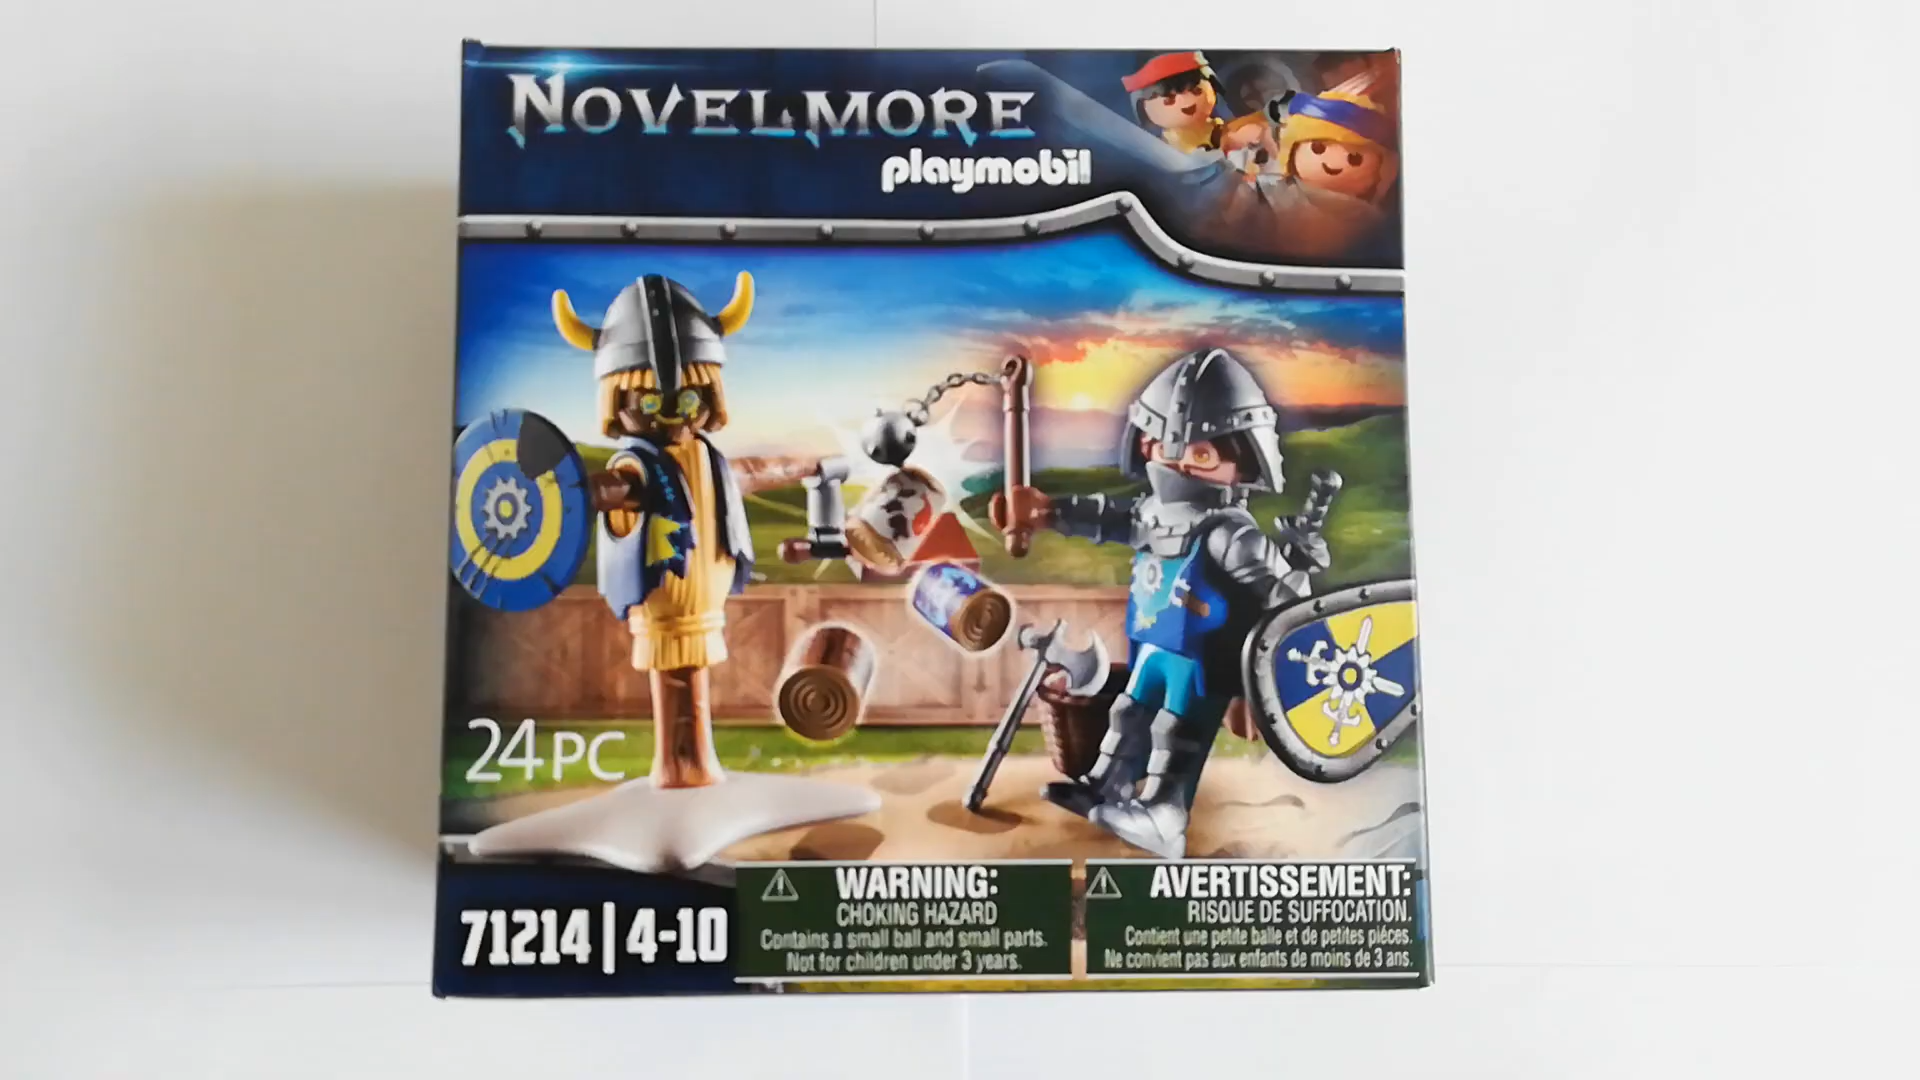 NOVELMORE
playmobil
24 PC
71214 | 4-10
WARNING:
CHOKING HAZARD
Contains a small ball and small parts.
Not for children under 3 years.
AVERTISSEMENT:
RISQUE DE SUFFOCATION.
Contient une petite balle et de petites pièces.
Ne convient pas aux enfants de moins de 3 ans.